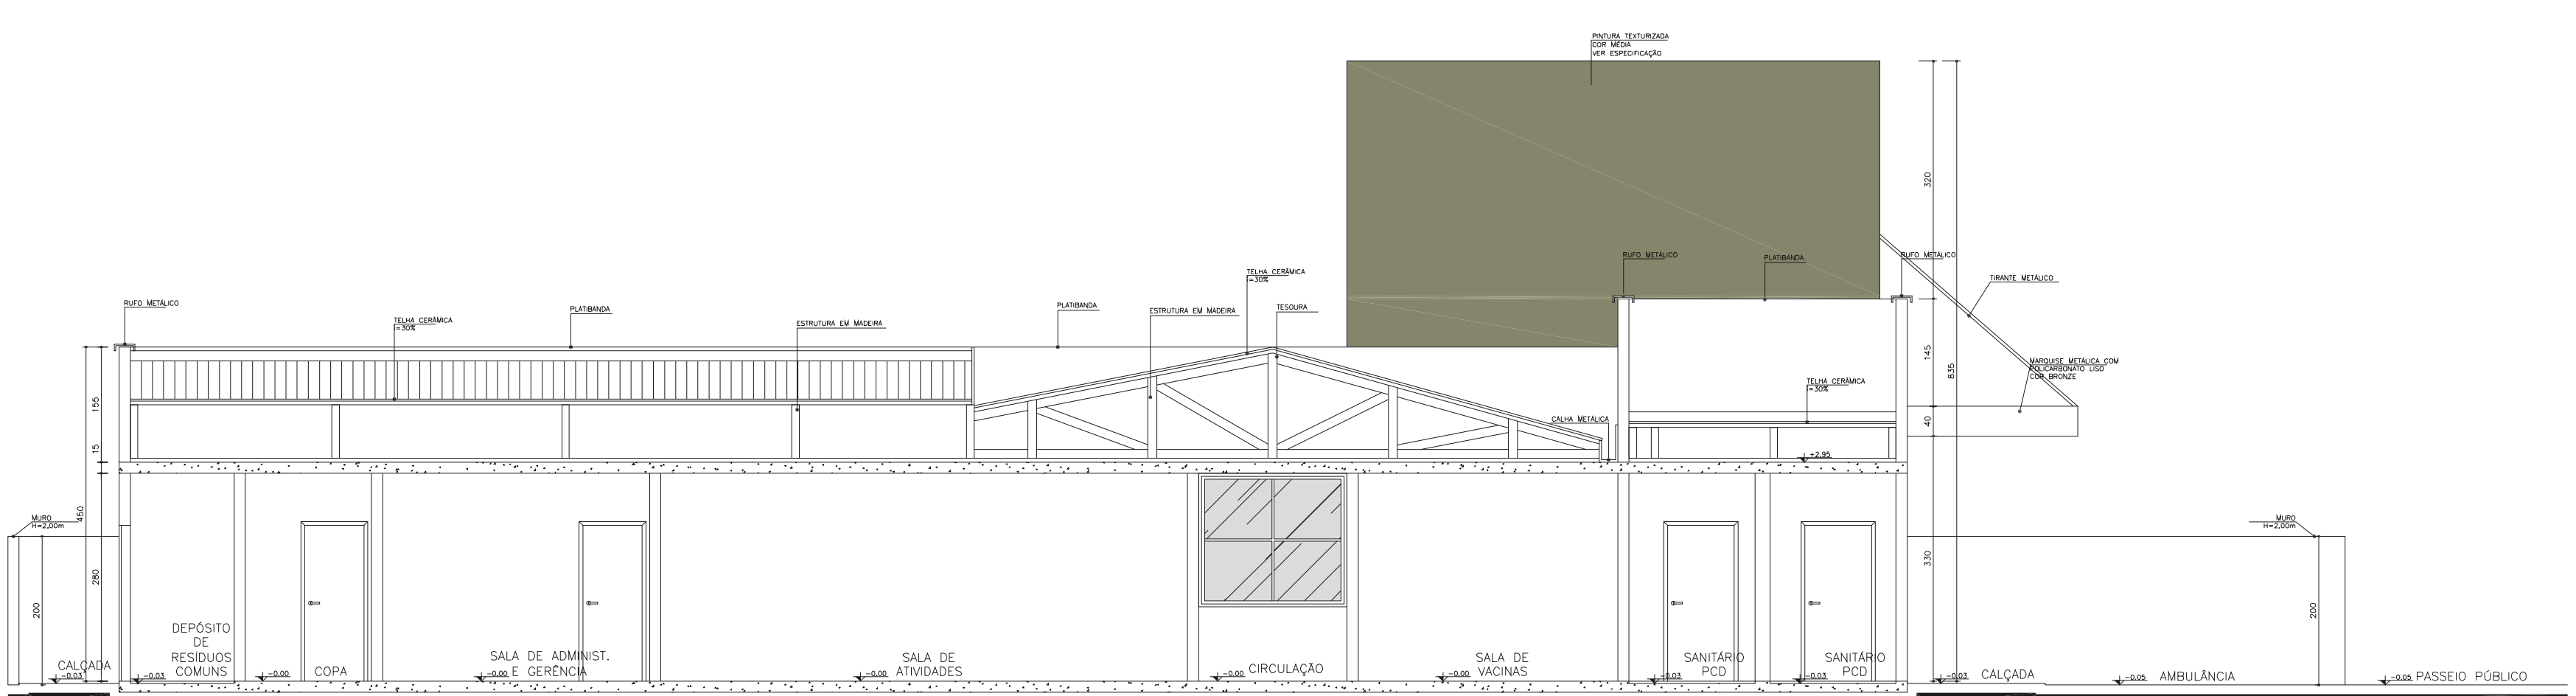 PINTURA TEXTURIZADA
COR MÉDIA
VER ESPECIFICAÇÃO
320
RUFO METÁLICO
PLATIBANDA
RUFO METÁLICO
TIRANTE METÁLICO
TELHA CERÂMICA
i=30%
RUFO METÁLICO
PLATIBANDA
PLATIBANDA
ESTRUTURA EM MADEIRA
TESOURA
TELHA CERÂMICA
i=30%
ESTRUTURA EM MADEIRA
145
835
MARQUISE METÁLICA COM
POLICARBONATO LISO
COR BRONZE
TELHA CERÂMICA
i=30%
155
CALHA METÁLICA
40
15
+2,95
450
MURO
H=2,00m
MURO
H=2,00m
280
330
200
200
DEPÓSITO
DE
RESÍDUOS
COMUNS
CALÇADA
-0.03
-0.03
-0.00
COPA
SALA DE ADMINIST.
E GERÊNCIA
-0.00
SALA DE
ATIVIDADES
-0.00
CIRCULAÇÃO
-0.00
SALA DE
VACINAS
-0.00
SANITÁRIO
PCD
-0.03
SANITÁRIO
PCD
-0.03
CALÇADA
-0.03
AMBULÂNCIA
-0.05
PASSEIO PÚBLICO
-0.05